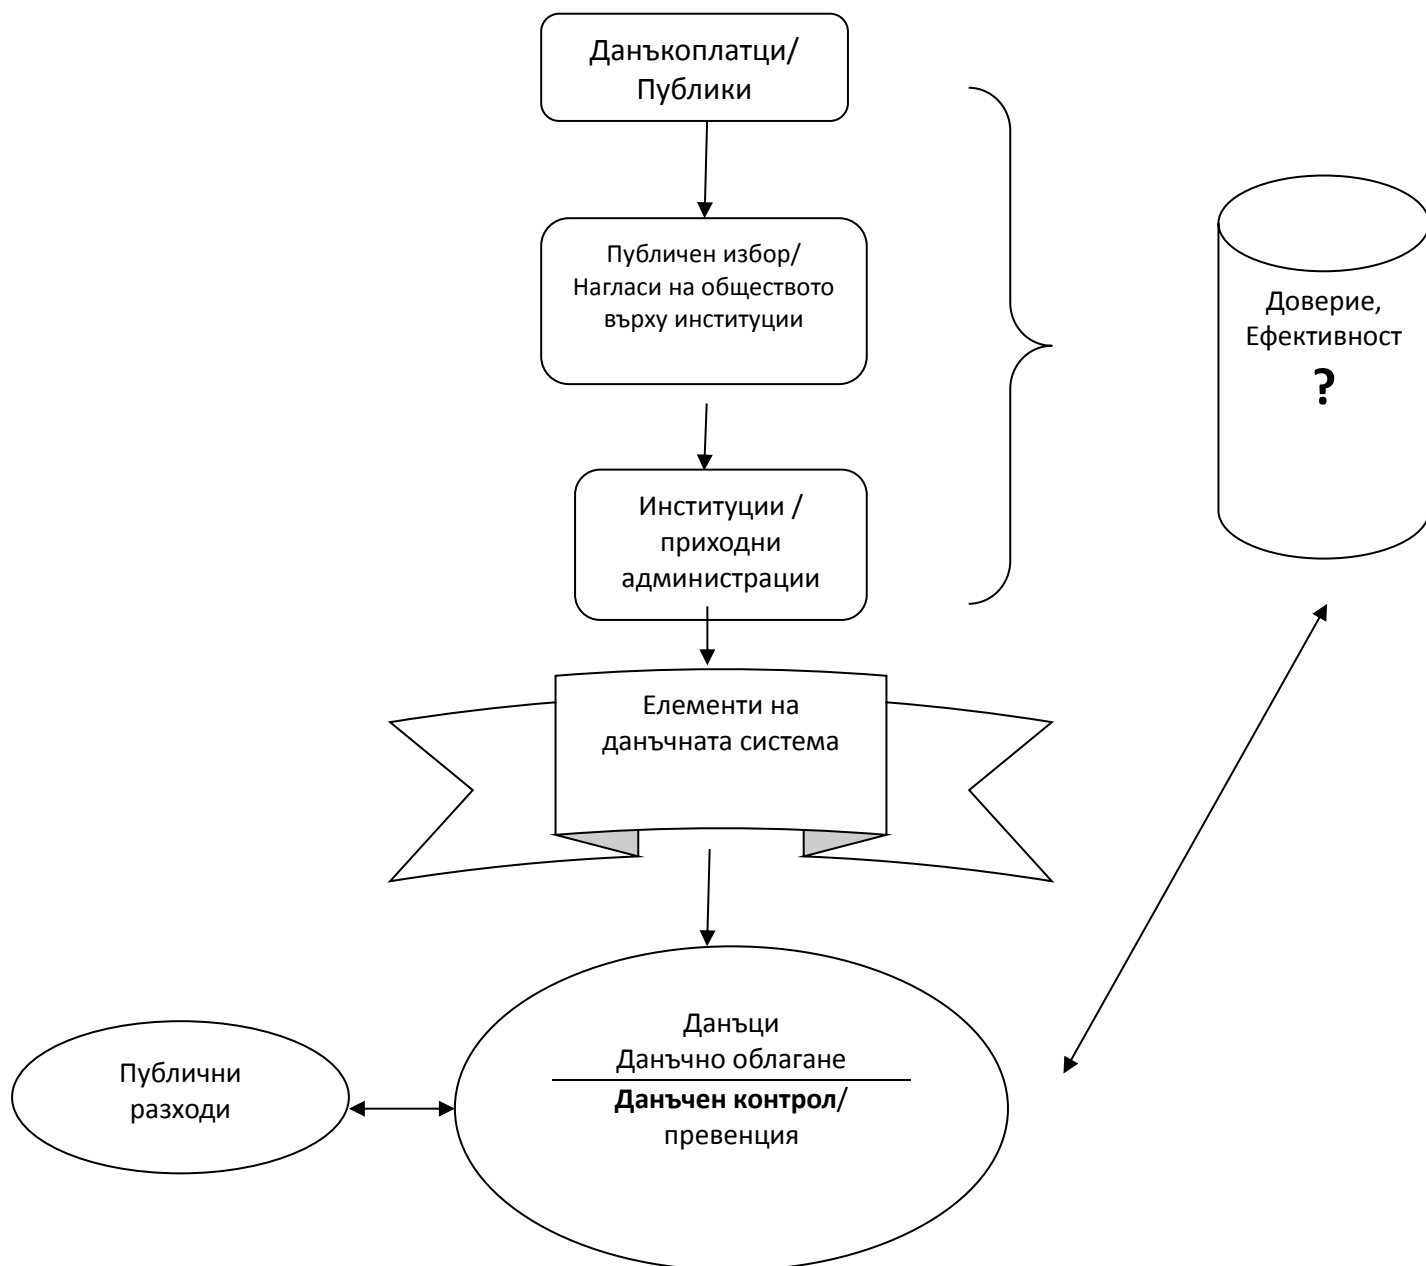 Данъкоплатци/
Публики
Публичен избор/
Нагласи на обществото
върху институции
Доверие,
Ефективност
?
Институции /
приходни
администрации
Елементи на
данъчната система
Данъци
Данъчно облагане
Данъчен контрол/
превенция
Публични
разходи